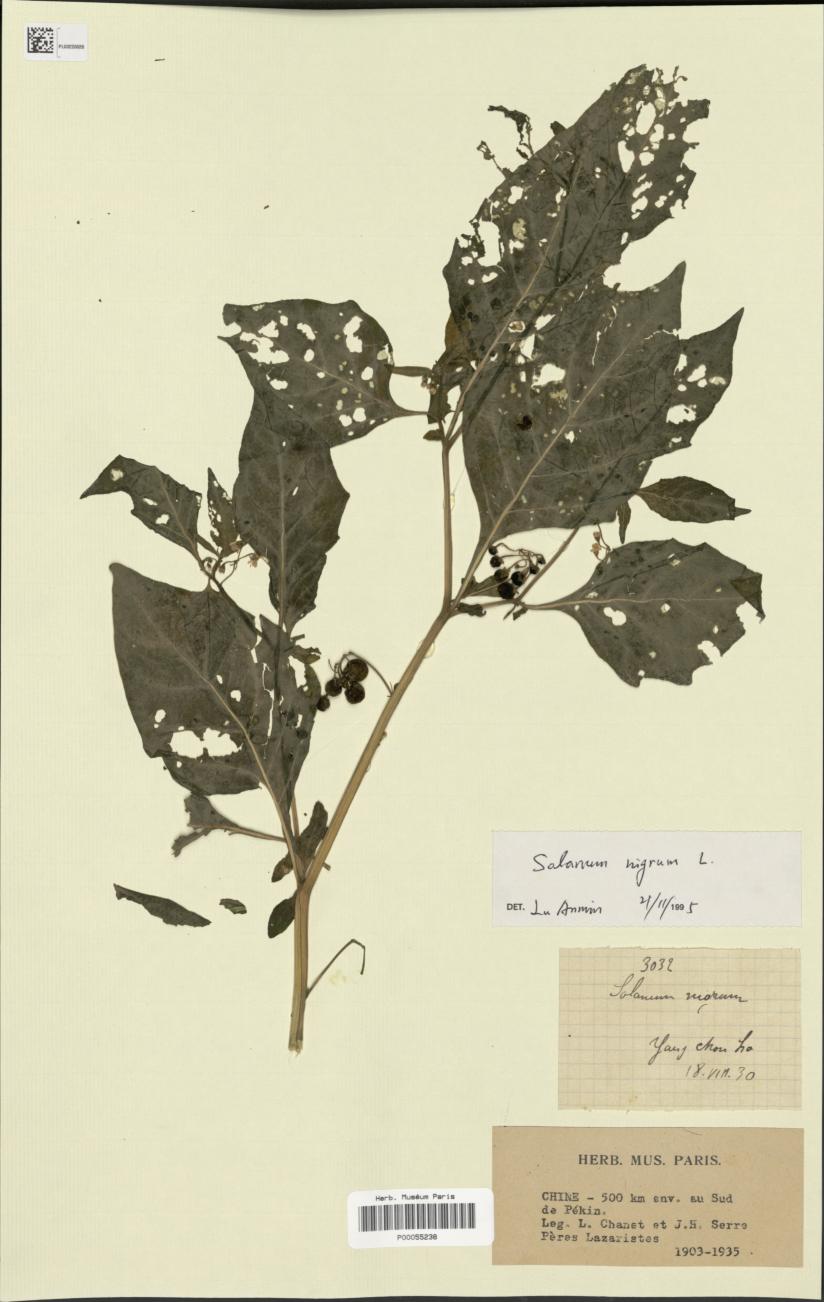 Solanum nigrum L.
DET. Lu Anmin 21/11/1995
3032
Solanum nigrum
Yang chou ho
18.VIII.30
HERB. MUS. PARIS.
CHINE - 500 km env. au Sud
de Pékin.
Leg. L. Chanet et J.H. Serre
Pères Lazaristes
1903-1935
Herb. Muséum Paris
P00055238